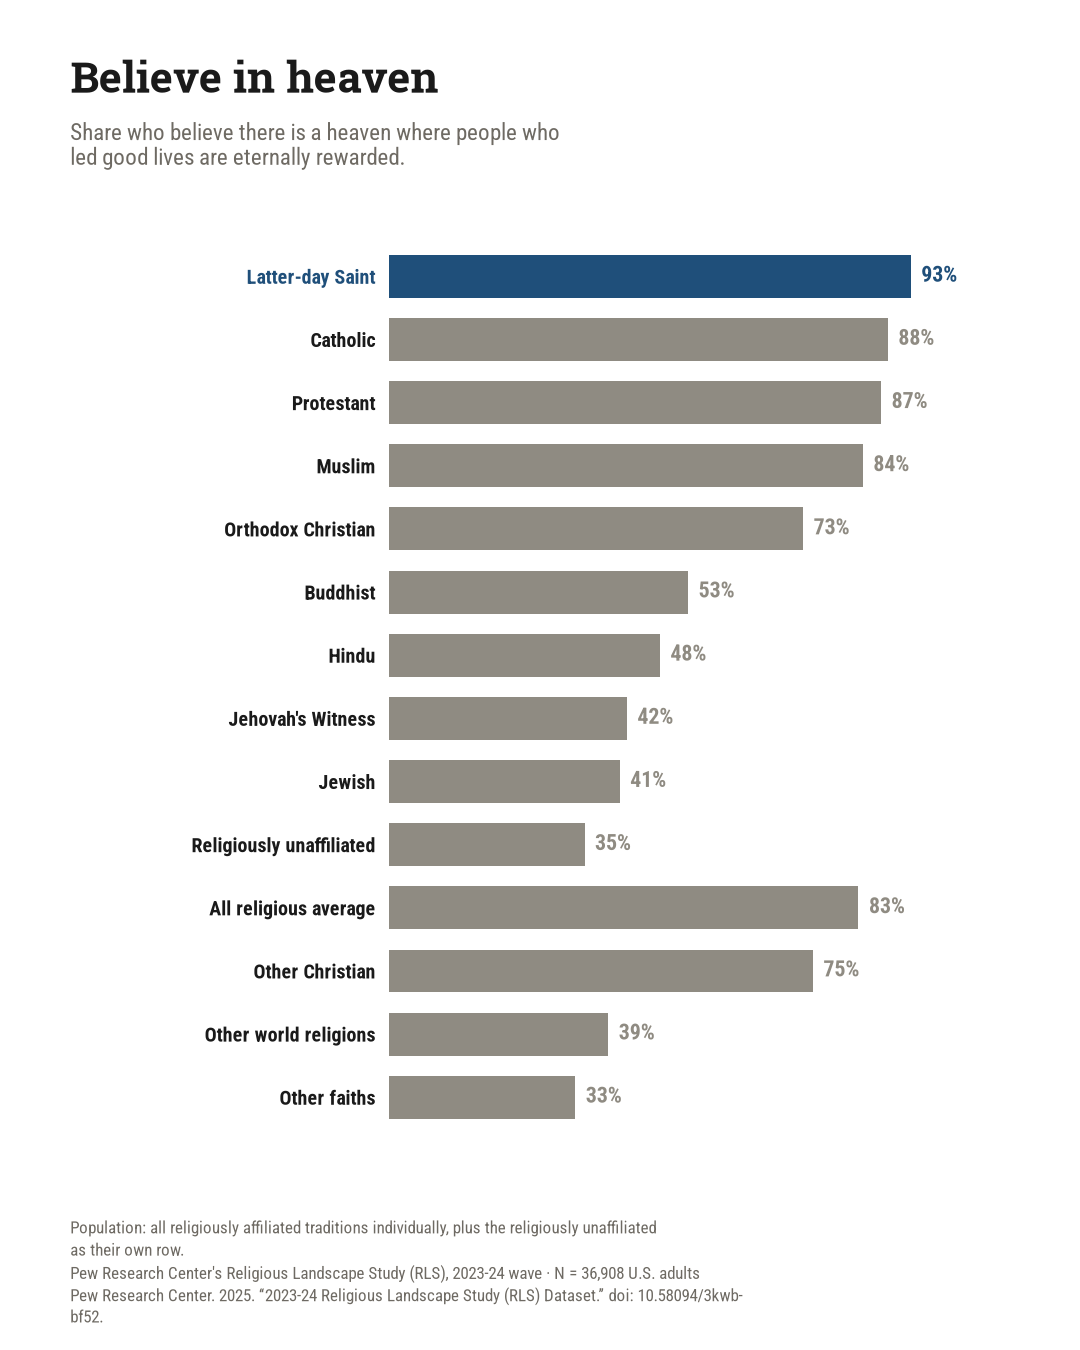 Believe in heaven
Share who believe there is a heaven where people who
led good lives are eternally rewarded.
Latter-day Saint 93%
Catholic 88%
Protestant 87%
Muslim 84%
Orthodox Christian 73%
Buddhist 53%
Hindu 48%
Jehovah's Witness 42%
Jewish 41%
Religiously unaffiliated 35%
All religious average 83%
Other Christian 75%
Other world religions 39%
Other faiths 33%
Population: all religiously affiliated traditions individually, plus the religiously unaffiliated
as their own row.
Pew Research Center's Religious Landscape Study (RLS), 2023-24 wave · N = 36,908 U.S. adults
Pew Research Center. 2025. “2023-24 Religious Landscape Study (RLS) Dataset.” doi: 10.58094/3kwb-
bf52.